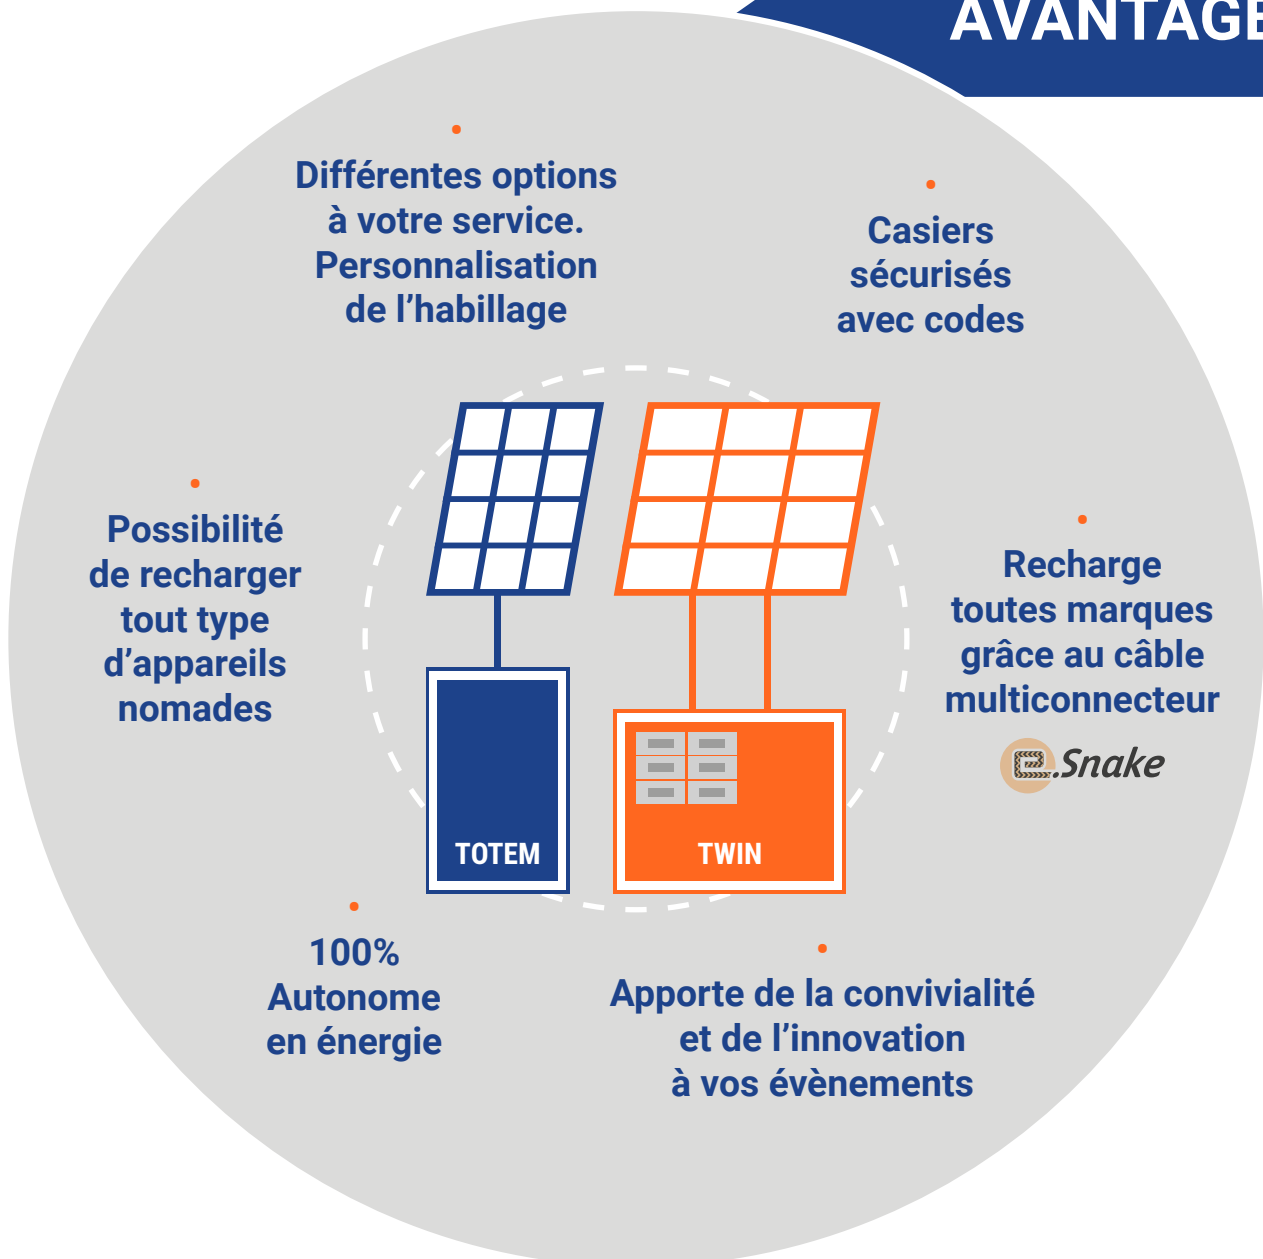 AVANTAGE
Différentes options
à votre service.
Personnalisation
de l’habillage
Casiers
sécurisés
avec codes
Possibilité
de recharger
tout type
d’appareils
nomades
Recharge
toutes marques
grâce au câble
multiconnecteur
e.Snake
TOTEM
TWIN
100%
Autonome
en énergie
Apporte de la convivialité
et de l’innovation
à vos évènements